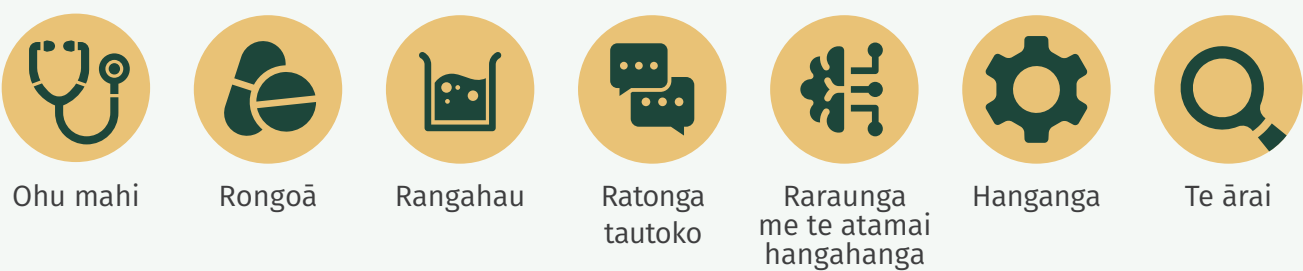 Ohu mahi
Rongoā
Rangahau
Ratonga
tautoko
Raraunga
me te atamai
hangahanga
Hanganga
Te ārai